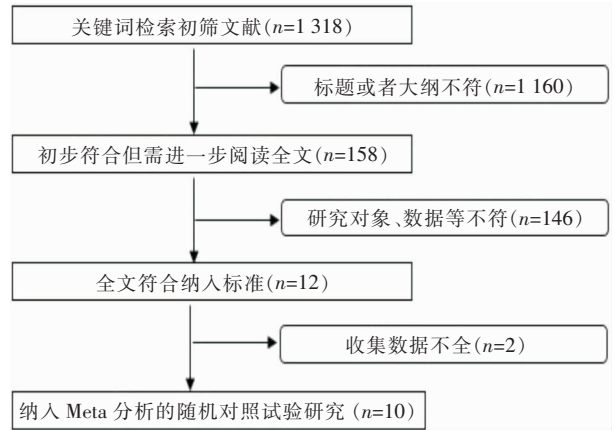 关键词检索初筛文献(n=1 318)
标题或者大纲不符(n=1 160)
初步符合但需进一步阅读全文(n=158)
研究对象、数据等不符(n=146)
全文符合纳入标准(n=12)
收集数据不全(n=2)
纳入 Meta 分析的随机对照试验研究 (n=10)